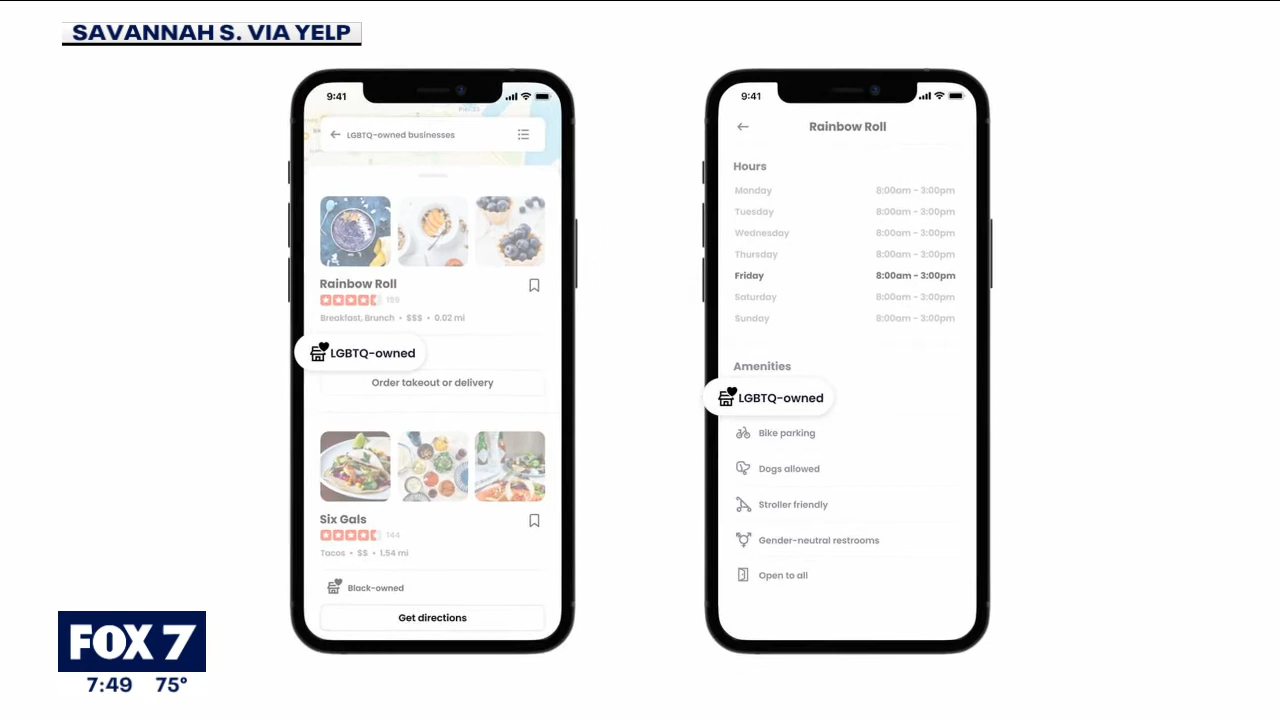 SAVANNAH S. VIA YELP
9:41
LGBTQ-owned businesses
Rainbow Roll
159
Breakfast, Brunch • $$$ • 0.02 mi
LGBTQ-owned
Order takeout or delivery
Six Gals
144
Tacos • $$ • 1.54 mi
Black-owned
Get directions
9:41
Rainbow Roll
Hours
Monday 8:00am - 3:00pm
Tuesday 8:00am - 3:00pm
Wednesday 8:00am - 3:00pm
Thursday 8:00am - 3:00pm
Friday 8:00am - 3:00pm
Saturday 8:00am - 3:00pm
Sunday 8:00am - 3:00pm
Amenities
LGBTQ-owned
Bike parking
Dogs allowed
Stroller friendly
Gender-neutral restrooms
Open to all
FOX 7
7:49 75°